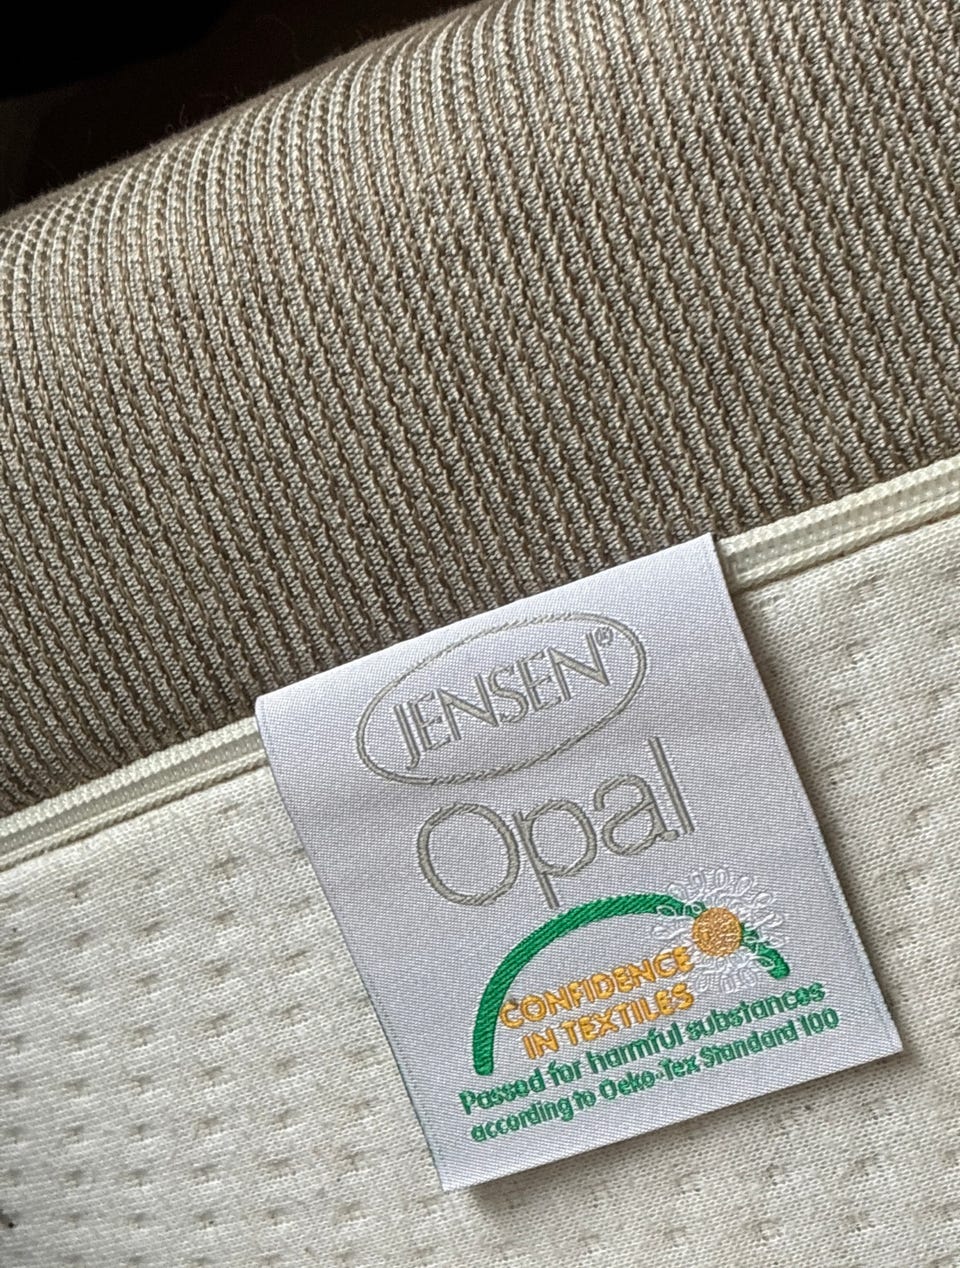 JENSEN®
Opal
CONFIDENCE
IN TEXTILES
Passed for harmful substances
according to Oeko-Tex Standard 100